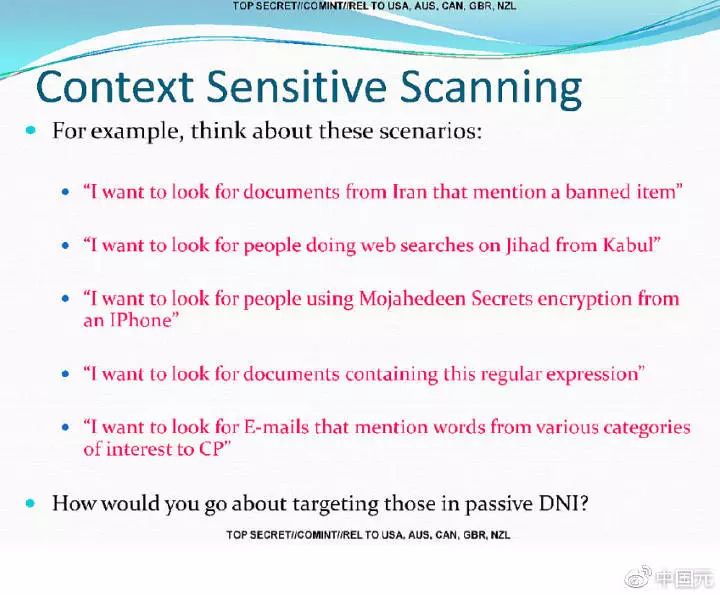 TOP SECRET//COMINT//REL TO USA, AUS, CAN, GBR, NZL
Context Sensitive Scanning
For example, think about these scenarios:
“I want to look for documents from Iran that mention a banned item”
“I want to look for people doing web searches on Jihad from Kabul”
“I want to look for people using Mojahedeen Secrets encryption from
an IPhone”
“I want to look for documents containing this regular expression”
“I want to look for E-mails that mention words from various categories
of interest to CP”
How would you go about targeting those in passive DNI?
TOP SECRET//COMINT//REL TO USA, AUS, CAN, GBR, NZL
中国元